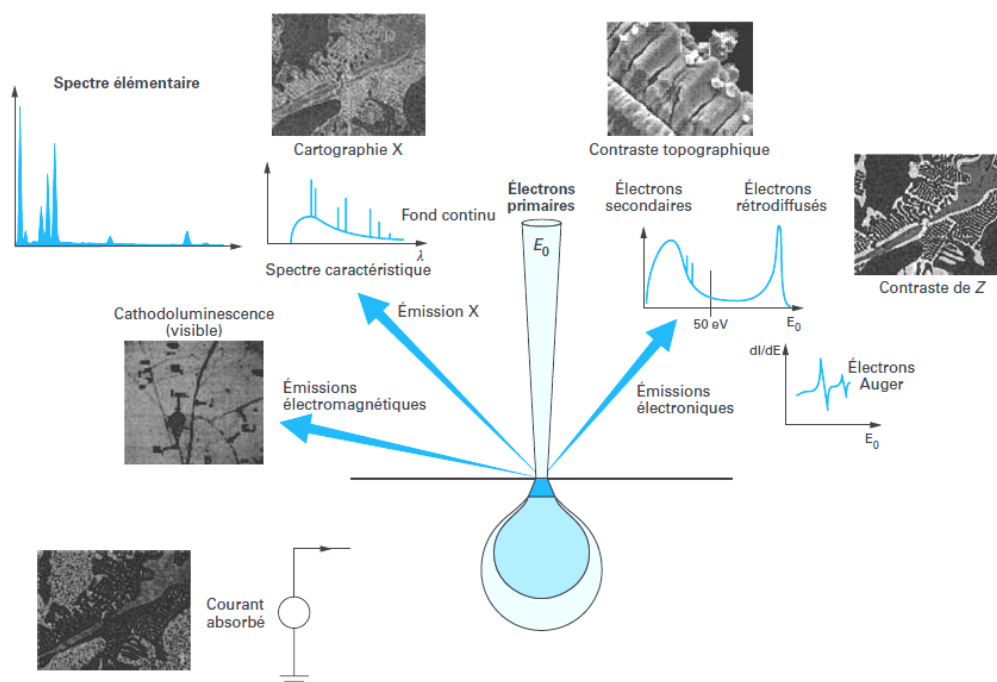 Spectre élémentaire
Cartographie X
Fond continu
λ
Spectre caractéristique
Contraste topographique
Électrons
primaires
E0
Électrons
secondaires
Électrons
rétrodiffusés
50 eV
E0
Contraste de Z
dI/dE
Électrons
Auger
E0
Émission X
Cathodoluminescence
(visible)
Émissions
électromagnétiques
Émissions
électroniques
Courant
absorbé